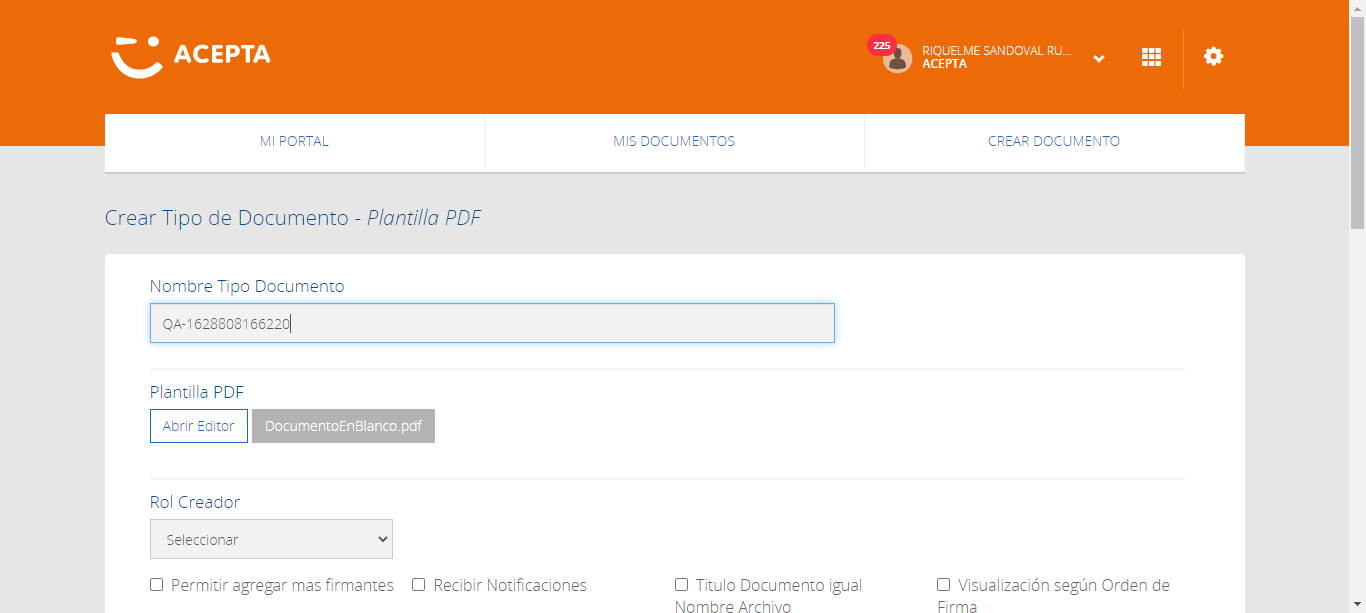 ACEPTA
225
RIQUELME SANDOVAL RU...
ACEPTA
MI PORTAL
MIS DOCUMENTOS
CREAR DOCUMENTO
Crear Tipo de Documento - Plantilla PDF
Nombre Tipo Documento
QA-1628808166220
Plantilla PDF
Abrir Editor
DocumentoEnBlanco.pdf
Rol Creador
Seleccionar
Permitir agregar mas firmantes
Recibir Notificaciones
Titulo Documento igual
Nombre Archivo
Visualización según Orden de
Firma